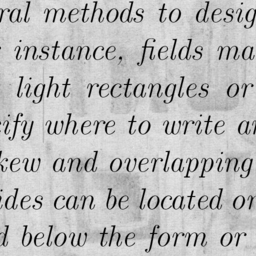 ral methods to desig
instance, fields ma
light rectangles or
ify where to write a
kew and overlapping
ides can be located o
d below the form or